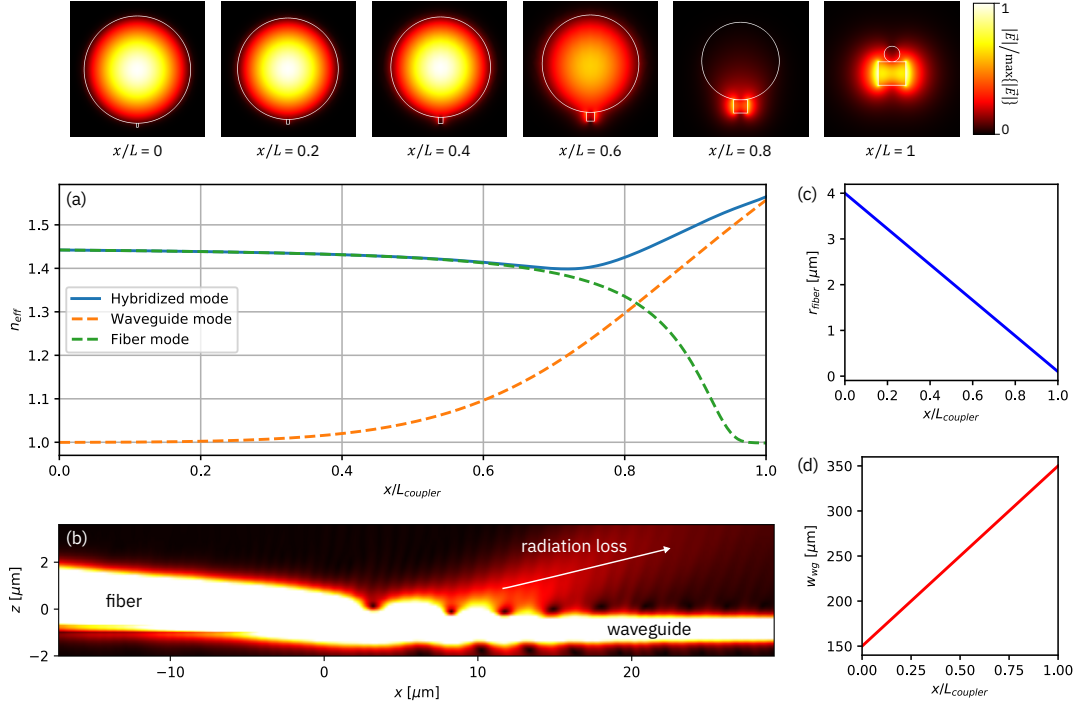 x/L = 0
x/L = 0.2
x/L = 0.4
x/L = 0.6
x/L = 0.8
x/L = 1
1
0
|E⃗|/max{|E⃗|}
(a)
1.5
1.4
1.3
1.2
1.1
1.0
n_eff
Hybridized mode
Waveguide mode
Fiber mode
0.0 0.2 0.4 0.6 0.8 1.0
x/L_coupler
(b)
radiation loss
fiber
waveguide
2
0
−2
z [μm]
−10 0 10 20
x [μm]
(c)
4
3
2
1
0
r_fiber [μm]
0.0 0.2 0.4 0.6 0.8 1.0
x/L_coupler
(d)
350
300
250
200
150
w_wg [μm]
0.00 0.25 0.50 0.75 1.00
x/L_coupler